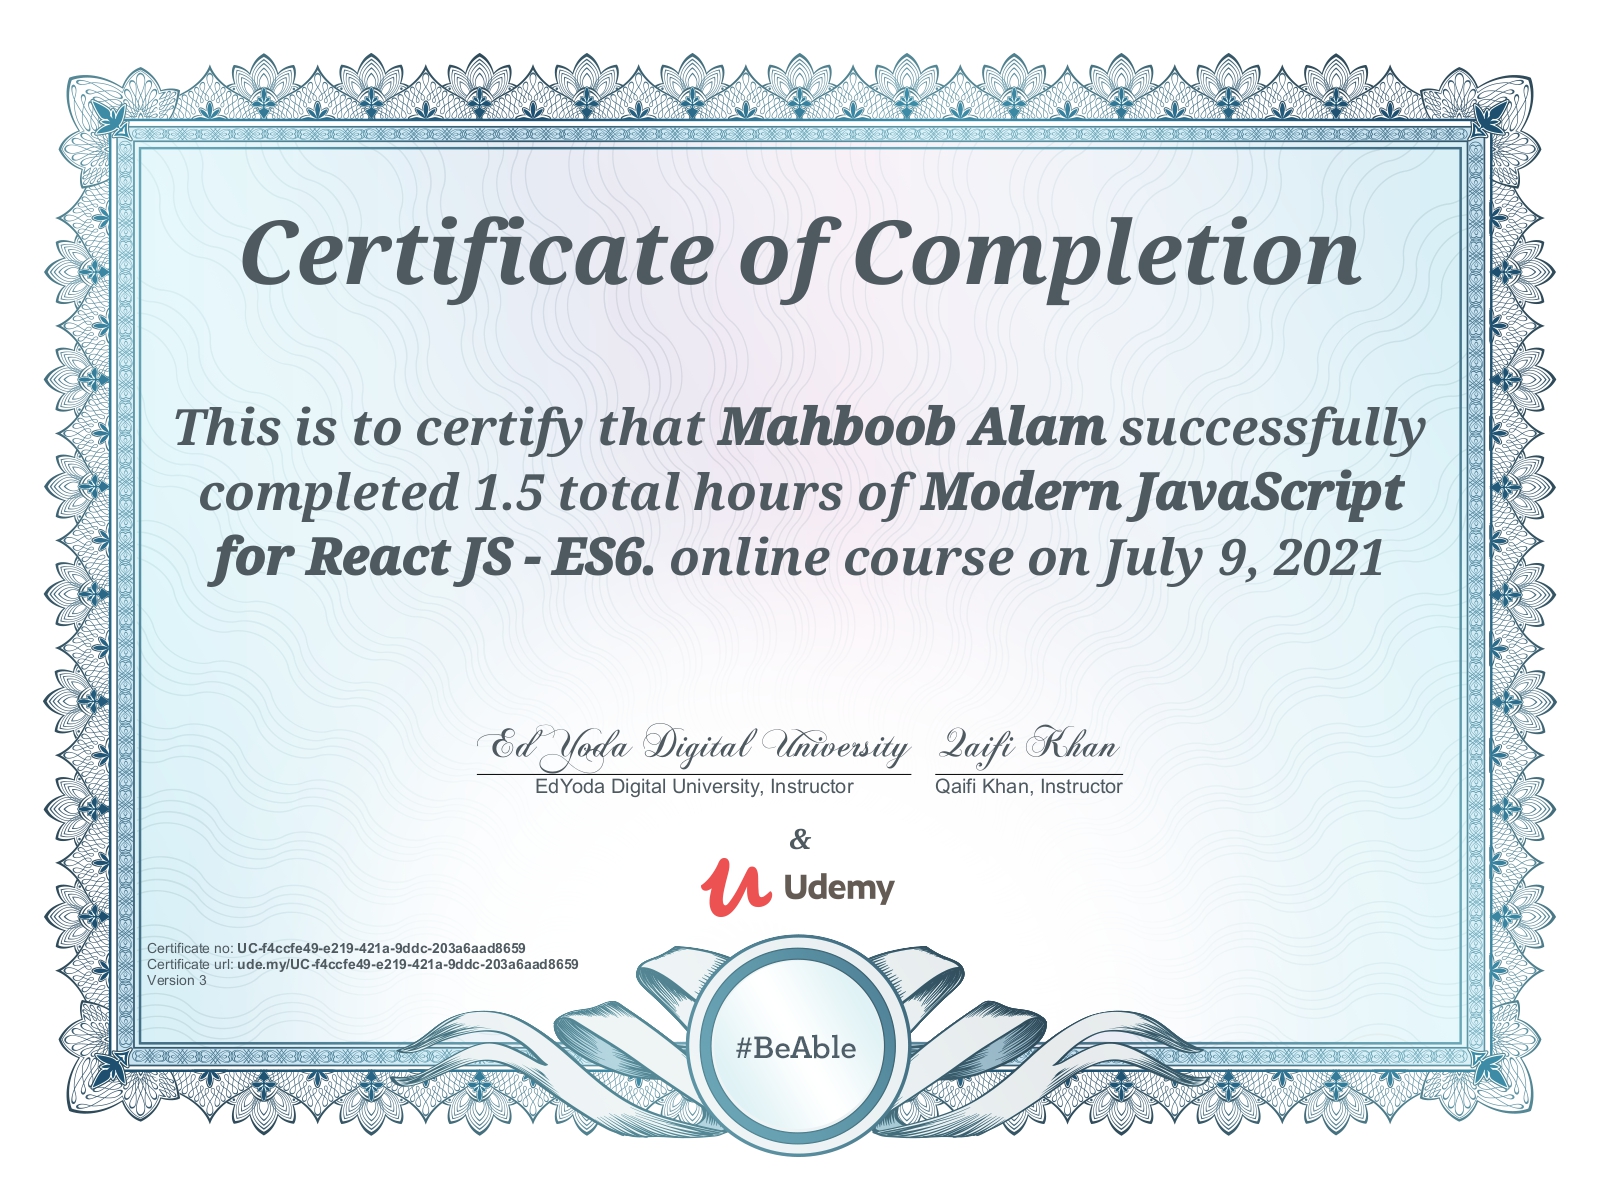 Certificate of Completion
This is to certify that Mahboob Alam successfully
completed 1.5 total hours of Modern JavaScript
for React JS - ES6. online course on July 9, 2021
Ed Yoda Digital University Qaifi Khan
EdYoda Digital University, Instructor Qaifi Khan, Instructor
&
Udemy
Certificate no: UC-f4ccfe49-e219-421a-9ddc-203a6aad8659
Certificate url: ude.my/UC-f4ccfe49-e219-421a-9ddc-203a6aad8659
Version 3
#BeAble